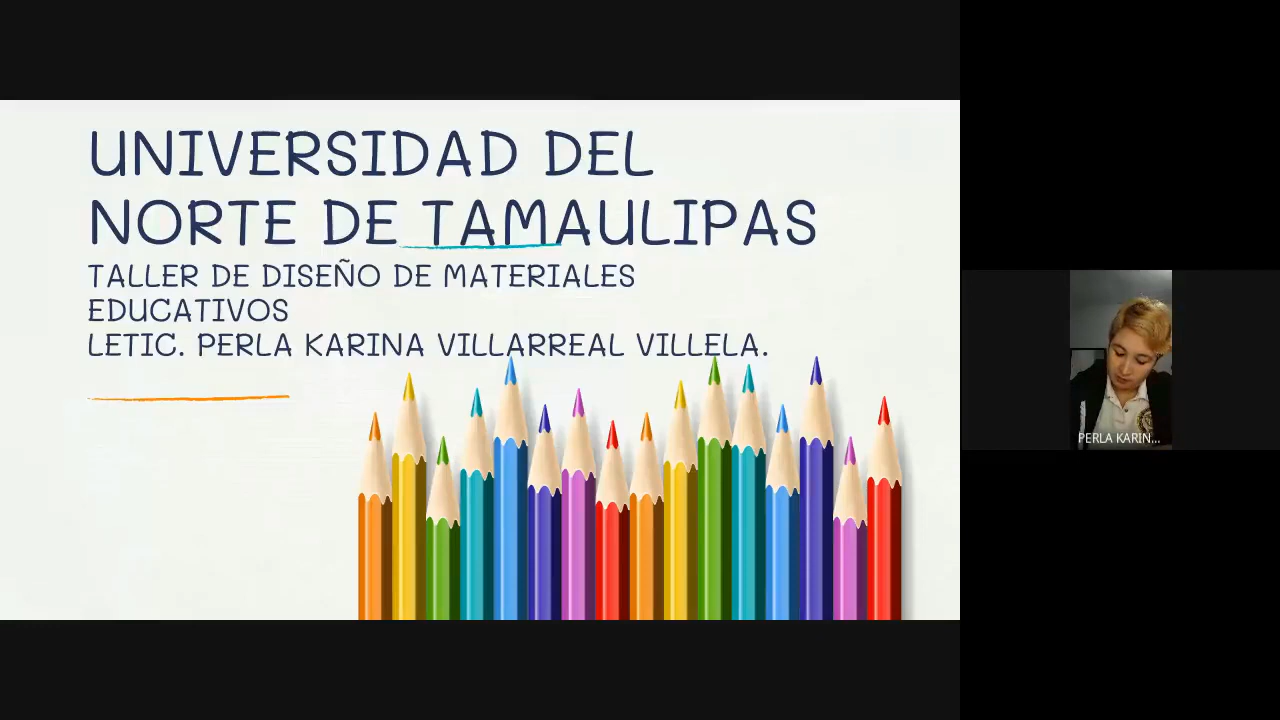 UNIVERSIDAD DEL
NORTE DE TAMAULIPAS
TALLER DE DISEÑO DE MATERIALES
EDUCATIVOS
LETIC. PERLA KARINA VILLARREAL VILLELA.
PERLA KARIN...